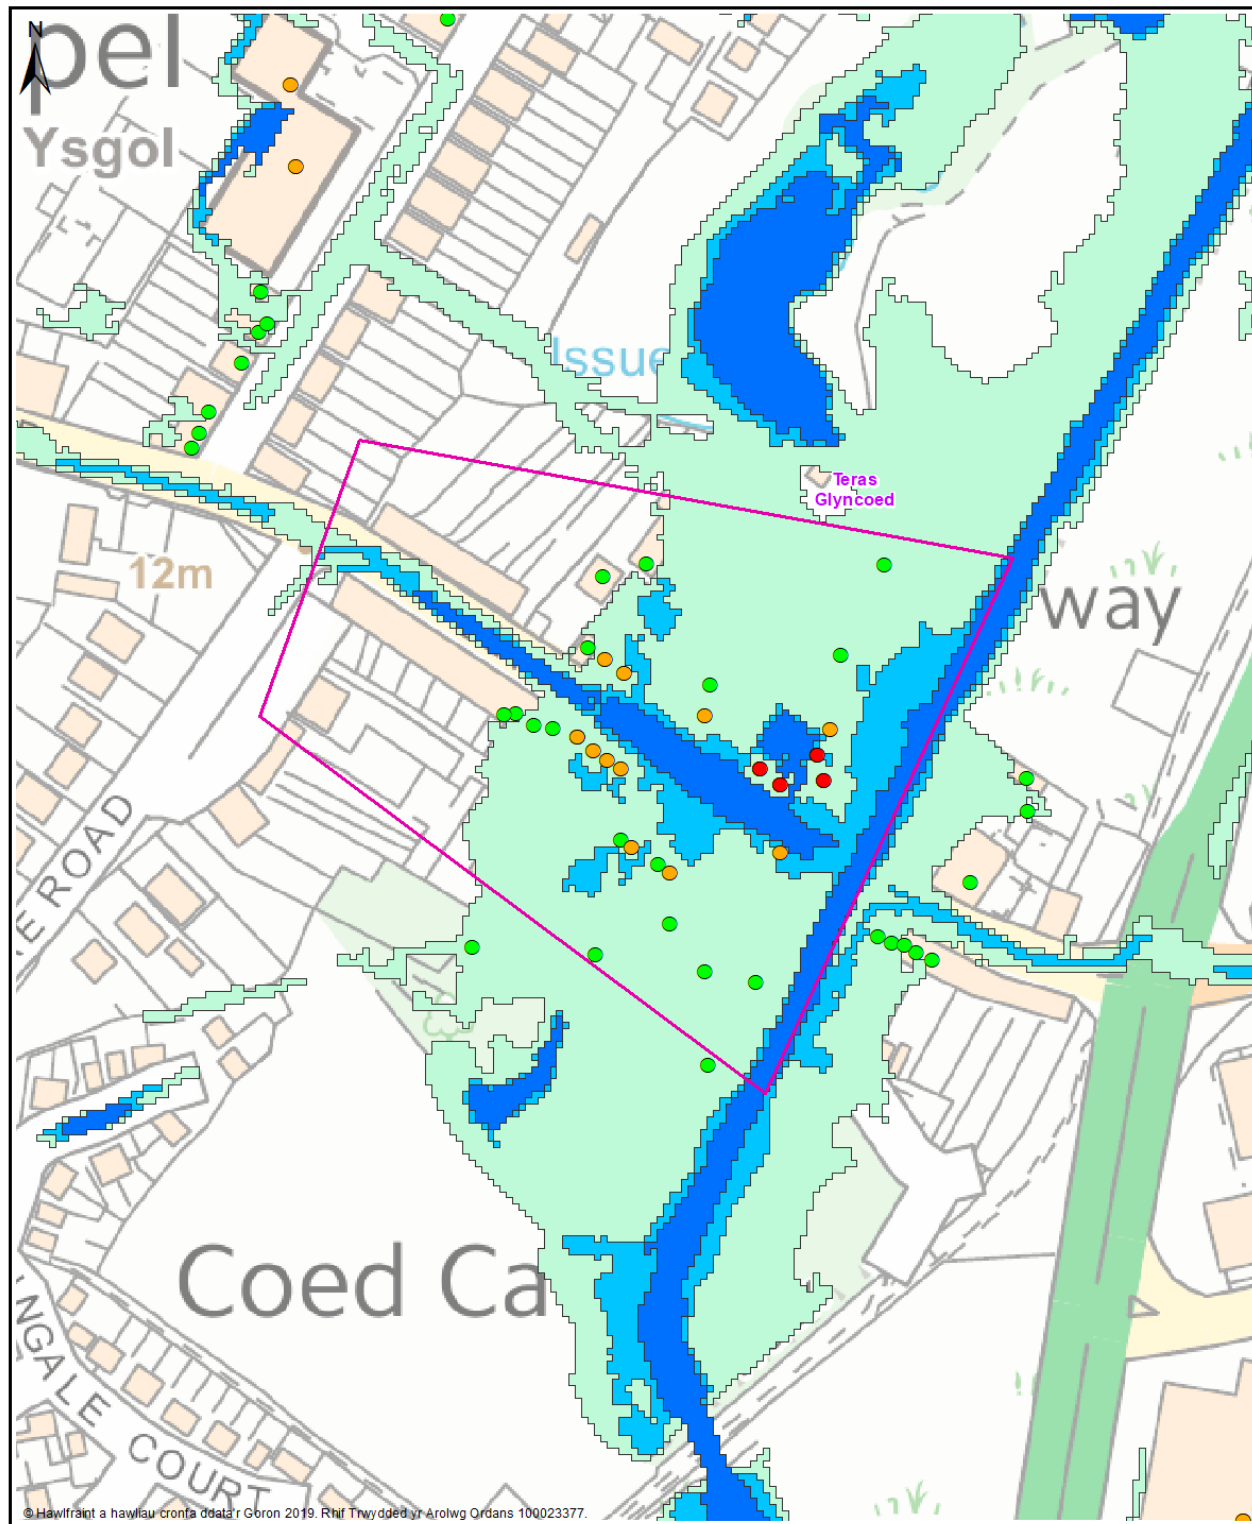 N
pel
Ysgol
Issue
Teras
Glyncoed
12m
way
RE ROAD
Coed Ca
NGALE COURT
© Hawlfraint a hawliau cronfa ddata'r Goron 2019. Rhif Trwydded yr Arolwg Ordans 100023377.